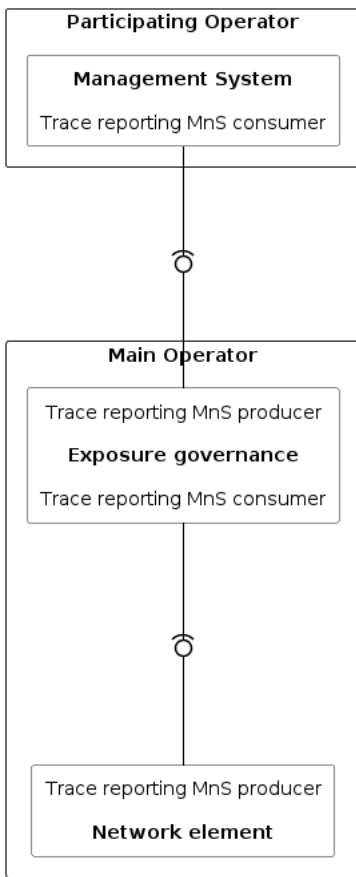 Participating Operator
Management System
Trace reporting MnS consumer
Main Operator
Trace reporting MnS producer
Exposure governance
Trace reporting MnS consumer
Trace reporting MnS producer
Network element